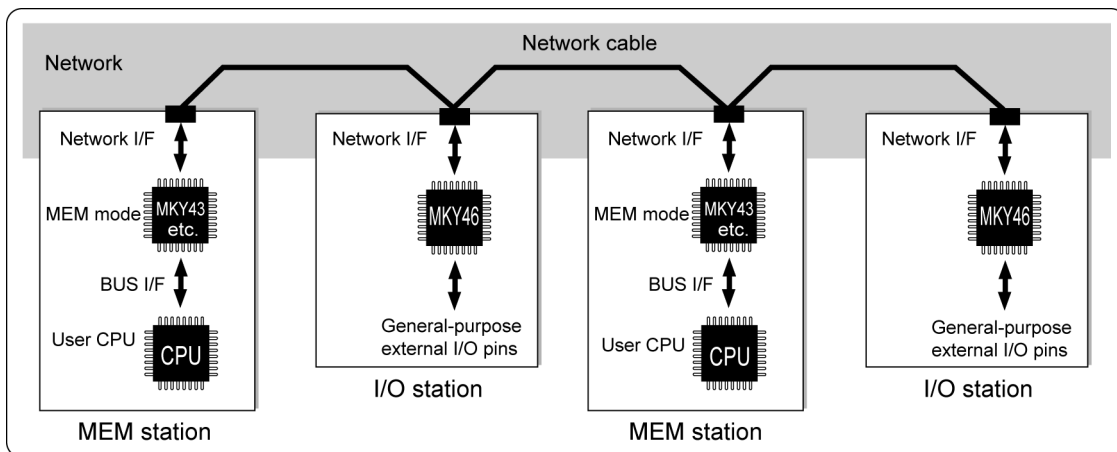 Network cable
Network
Network I/F
MEM mode
MKY43
etc.
BUS I/F
User CPU
CPU
MEM station
Network I/F
MKY46
General-purpose
external I/O pins
I/O station
Network I/F
MEM mode
MKY43
etc.
BUS I/F
User CPU
CPU
MEM station
Network I/F
MKY46
General-purpose
external I/O pins
I/O station